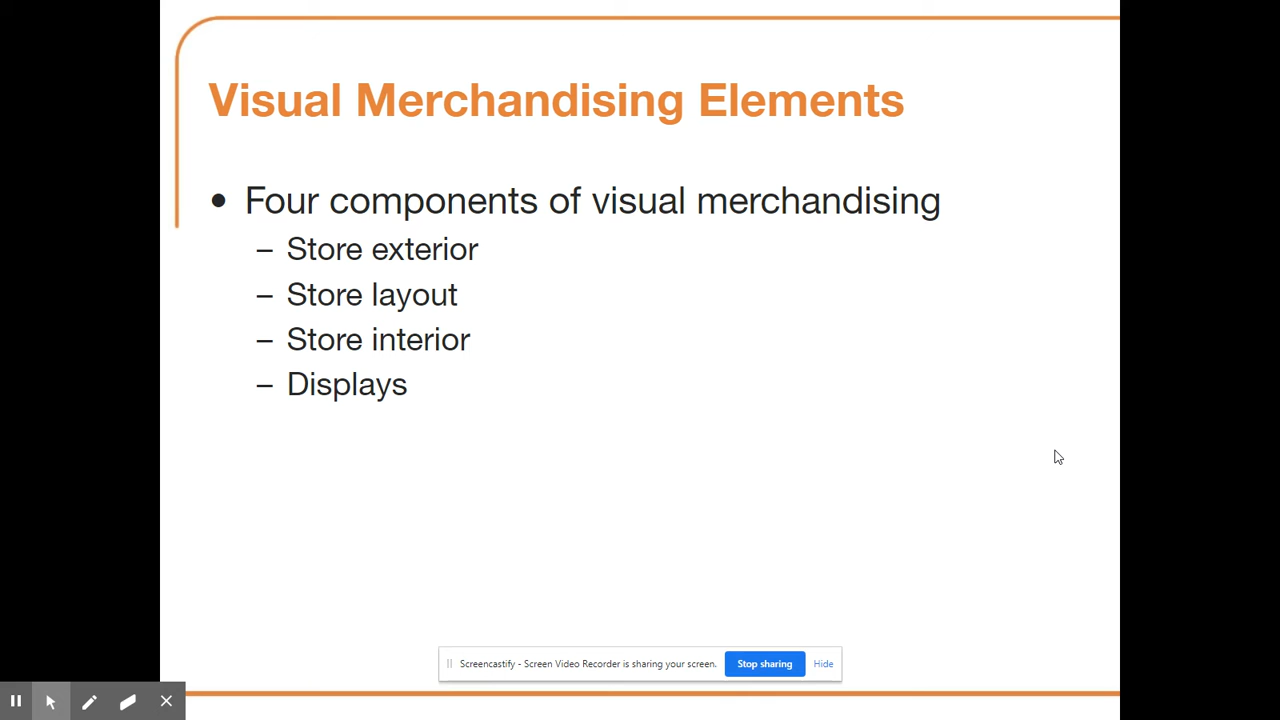 Visual Merchandising Elements
• Four components of visual merchandising
– Store exterior
– Store layout
– Store interior
– Displays
Screencastify - Screen Video Recorder is sharing your screen. Stop sharing Hide